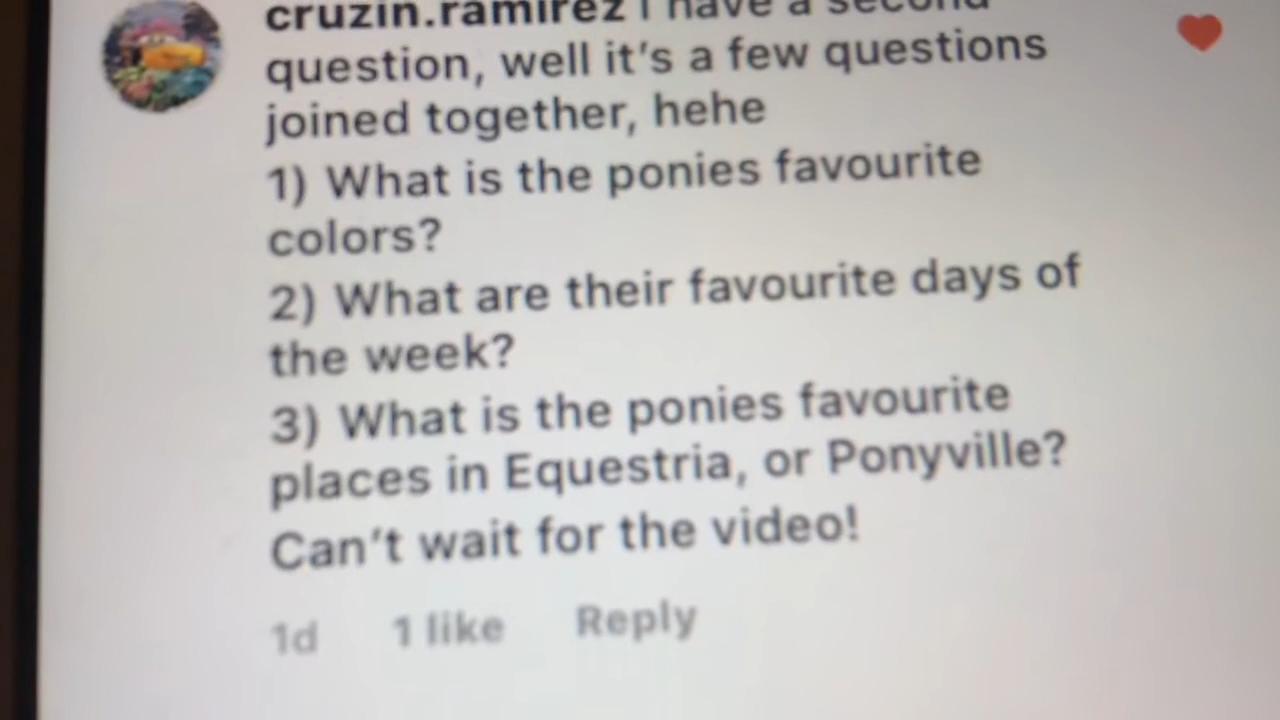 cruzin.ramirez I have a second
question, well it's a few questions
joined together, hehe
1) What is the ponies favourite
colors?
2) What are their favourite days of
the week?
3) What is the ponies favourite
places in Equestria, or Ponyville?
Can't wait for the video!
1d 1 like Reply